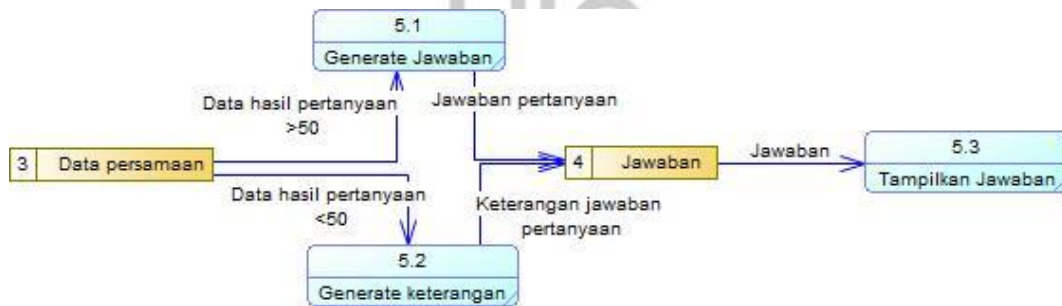 5.1
Generate Jawaban
Data hasil pertanyaan
>50
Jawaban pertanyaan
3 Data persamaan
4 Jawaban
Jawaban
5.3
Tampilkan Jawaban
Data hasil pertanyaan
<50
Keterangan jawaban
pertanyaan
5.2
Generate keterangan